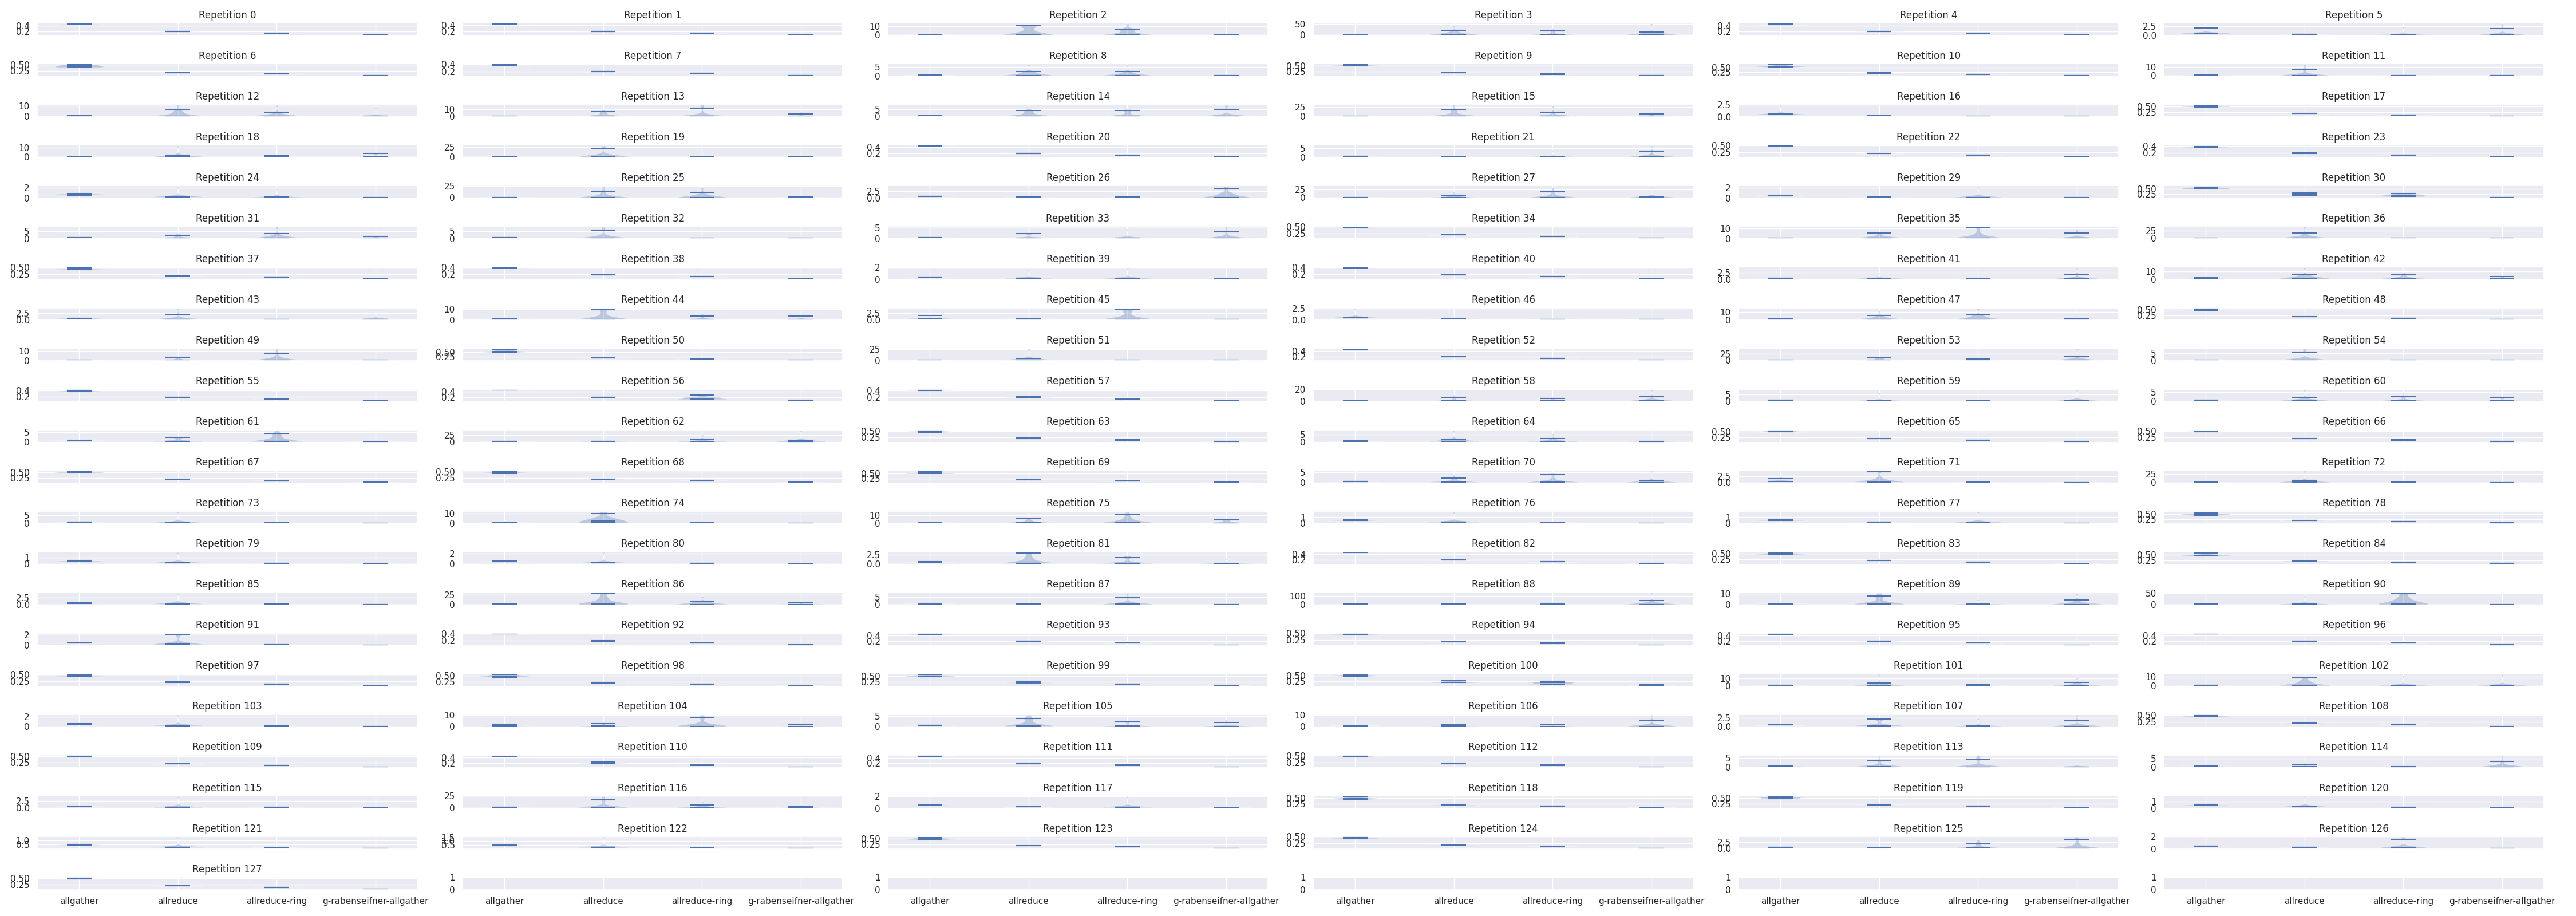 Repetition 0 Repetition 1 Repetition 2 Repetition 3 Repetition 4 Repetition 5
0.4 0.4 10 50 0.4 2.5
0.2 0.2 0 0 0.2 0.0
Repetition 6 Repetition 7 Repetition 8 Repetition 9 Repetition 10 Repetition 11
0.50 0.4 5 0.50 0.50 10
0.25 0.2 0 0.25 0.25 0
Repetition 12 Repetition 13 Repetition 14 Repetition 15 Repetition 16 Repetition 17
10 10 5 25 2.5 0.50
0 0 0 0 0.0 0.25
Repetition 18 Repetition 19 Repetition 20 Repetition 21 Repetition 22 Repetition 23
10 25 0.4 5 0.50 0.4
0 0 0.2 0 0.25 0.2
Repetition 24 Repetition 25 Repetition 26 Repetition 27 Repetition 29 Repetition 30
2 25 2.5 25 2 0.50
0 0 0.0 0 0 0.25
Repetition 31 Repetition 32 Repetition 33 Repetition 34 Repetition 35 Repetition 36
5 5 5 0.50 10 25
0 0 0 0.25 0 0
Repetition 37 Repetition 38 Repetition 39 Repetition 40 Repetition 41 Repetition 42
0.50 0.4 2 0.4 2.5 10
0.25 0.2 0 0.2 0.0 0
Repetition 43 Repetition 44 Repetition 45 Repetition 46 Repetition 47 Repetition 48
2.5 10 2.5 2.5 10 0.50
0.0 0 0.0 0.0 0 0.25
Repetition 49 Repetition 50 Repetition 51 Repetition 52 Repetition 53 Repetition 54
10 0.50 25 0.4 25 5
0 0.25 0 0.2 0 0
Repetition 55 Repetition 56 Repetition 57 Repetition 58 Repetition 59 Repetition 60
0.4 0.4 0.4 20 5 5
0.2 0.2 0.2 0 0 0
Repetition 61 Repetition 62 Repetition 63 Repetition 64 Repetition 65 Repetition 66
5 25 0.50 5 0.50 0.50
0 0 0.25 0 0.25 0.25
Repetition 67 Repetition 68 Repetition 69 Repetition 70 Repetition 71 Repetition 72
0.50 0.50 0.50 5 2.5 25
0.25 0.25 0.25 0 0.0 0
Repetition 73 Repetition 74 Repetition 75 Repetition 76 Repetition 77 Repetition 78
5 10 10 1 1 0.50
0 0 0 0 0 0.25
Repetition 79 Repetition 80 Repetition 81 Repetition 82 Repetition 83 Repetition 84
1 2 2.5 0.4 0.50 0.50
0 0 0.0 0.2 0.25 0.25
Repetition 85 Repetition 86 Repetition 87 Repetition 88 Repetition 89 Repetition 90
2.5 25 5 100 10 50
0.0 0 0 0 0 0
Repetition 91 Repetition 92 Repetition 93 Repetition 94 Repetition 95 Repetition 96
2 0.4 0.4 0.50 0.4 0.4
0 0.2 0.2 0.25 0.2 0.2
Repetition 97 Repetition 98 Repetition 99 Repetition 100 Repetition 101 Repetition 102
0.50 0.50 0.50 0.50 10 10
0.25 0.25 0.25 0.25 0 0
Repetition 103 Repetition 104 Repetition 105 Repetition 106 Repetition 107 Repetition 108
2 10 5 10 2.5 0.50
0 0 0 0 0.0 0.25
Repetition 109 Repetition 110 Repetition 111 Repetition 112 Repetition 113 Repetition 114
0.50 0.4 0.4 0.50 5 5
0.25 0.2 0.2 0.25 0 0
Repetition 115 Repetition 116 Repetition 117 Repetition 118 Repetition 119 Repetition 120
2.5 25 2 0.50 0.50 1
0.0 0 0 0.25 0.25 0
Repetition 121 Repetition 122 Repetition 123 Repetition 124 Repetition 125 Repetition 126
1.0 1.5 0.50 0.50 2.5 2
0.5 0.5 0.25 0.25 0.0 0
Repetition 127
0.50 1 1 1 1 1
0.25 0 0 0 0 0
allgather allreduce allreduce-ring g-rabenseifner-allgather allgather allreduce allreduce-ring g-rabenseifner-allgather allgather allreduce allreduce-ring g-rabenseifner-allgather allgather allreduce allreduce-ring g-rabenseifner-allgather allgather allreduce allreduce-ring g-rabenseifner-allgather allgather allreduce allreduce-ring g-rabenseifner-allgather